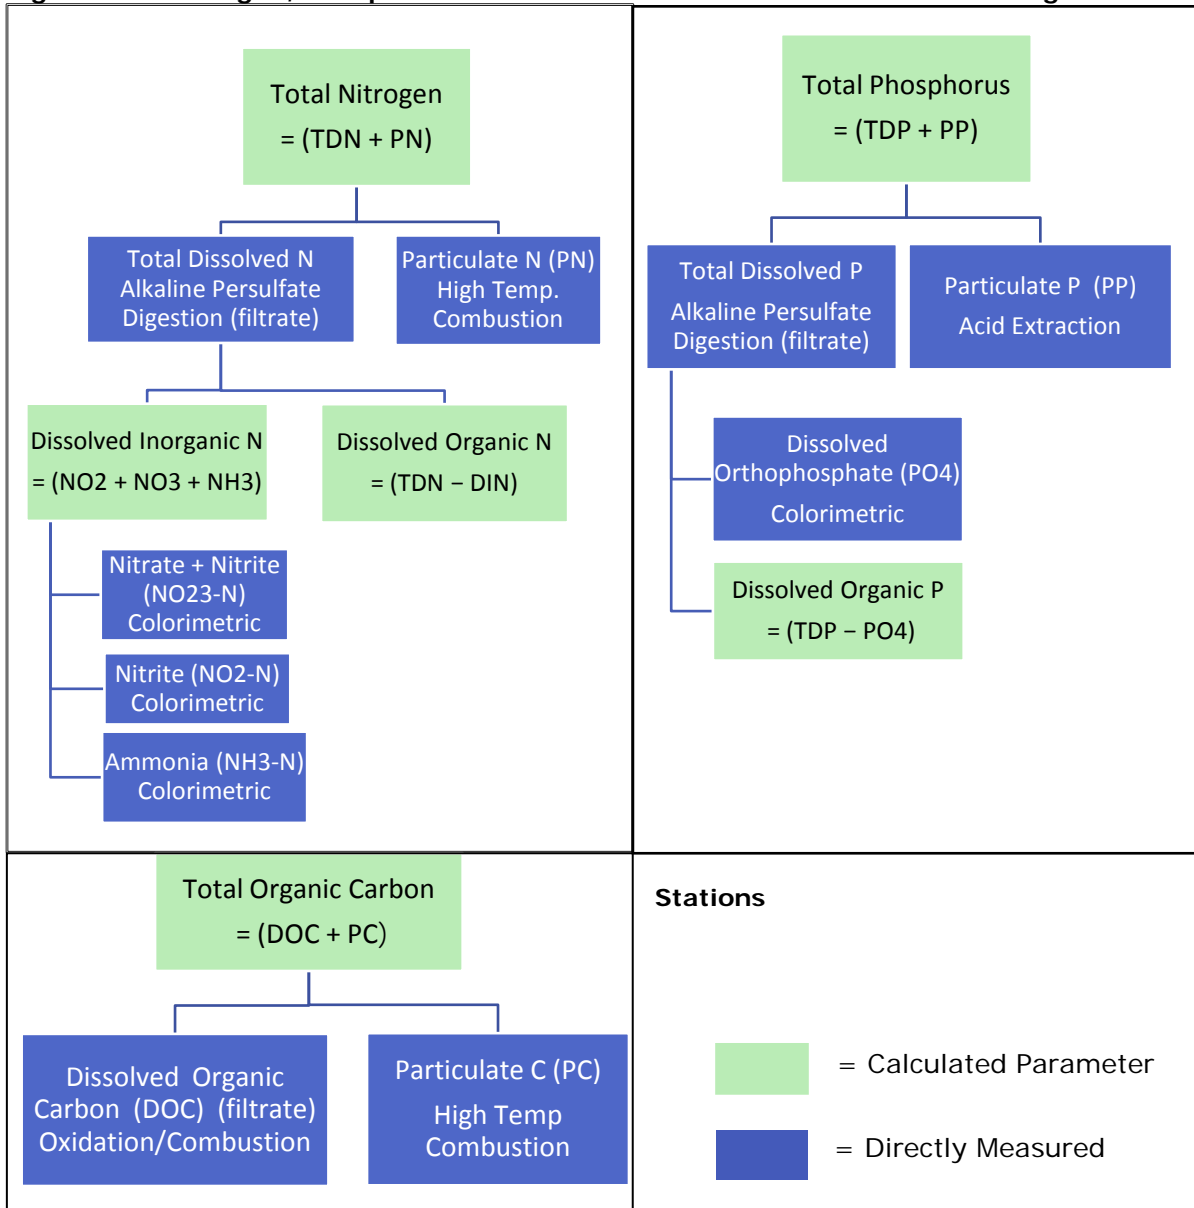 Total Nitrogen
= (TDN + PN)
Total Dissolved N
Alkaline Persulfate
Digestion (filtrate)
Particulate N (PN)
High Temp.
Combustion
Dissolved Inorganic N
= (NO2 + NO3 + NH3)
Dissolved Organic N
= (TDN − DIN)
Nitrate + Nitrite
(NO23-N)
Colorimetric
Nitrite (NO2-N)
Colorimetric
Ammonia (NH3-N)
Colorimetric
Total Phosphorus
= (TDP + PP)
Total Dissolved P
Alkaline Persulfate
Digestion (filtrate)
Particulate P (PP)
Acid Extraction
Dissolved
Orthophosphate (PO4)
Colorimetric
Dissolved Organic P
= (TDP − PO4)
Total Organic Carbon
= (DOC + PC)
Dissolved Organic
Carbon (DOC) (filtrate)
Oxidation/Combustion
Particulate C (PC)
High Temp
Combustion
Stations
= Calculated Parameter
= Directly Measured